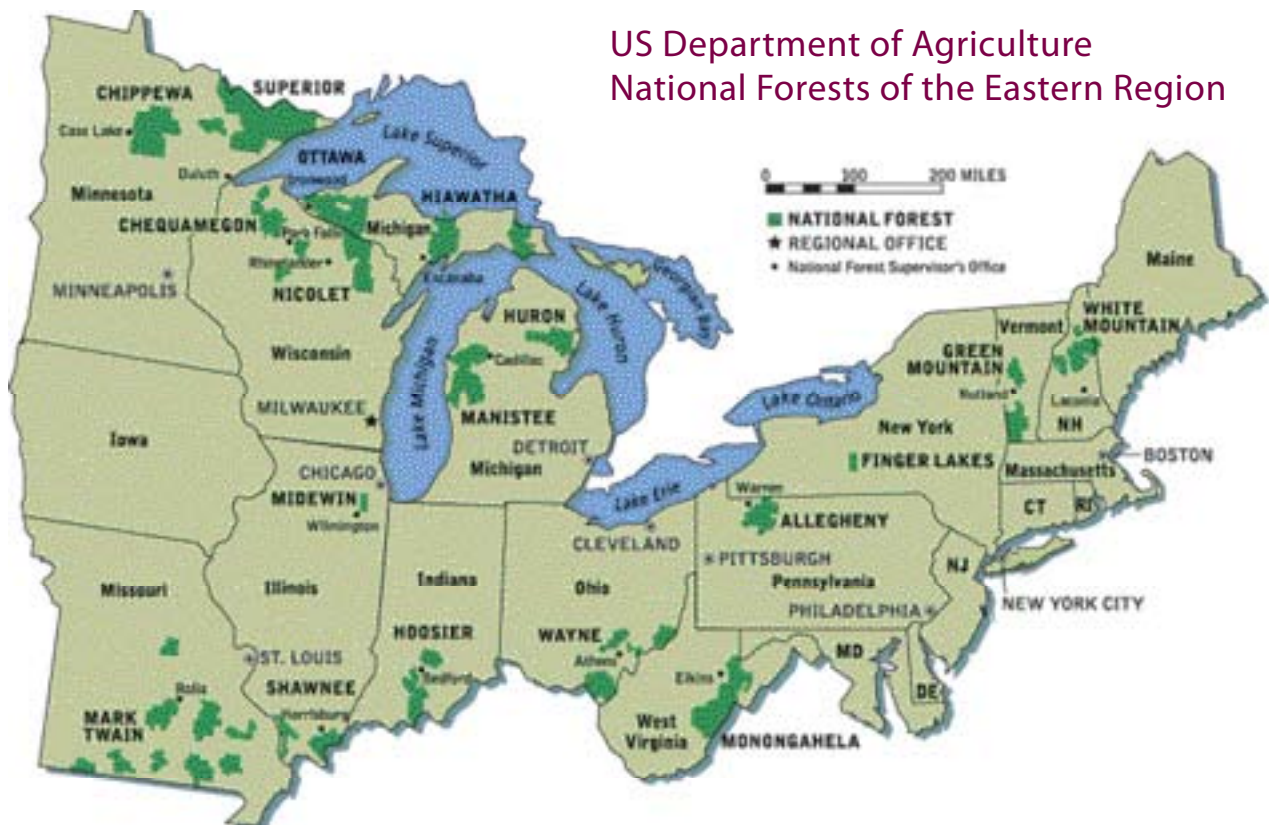 US Department of Agriculture
National Forests of the Eastern Region
CHIPPEWA
SUPERIOR
Cass Lake
Lake Superior
OTTAWA
Ironwood
Duluth
Minnesota
HIAWATHA
CHEQUAMEGON
Park Falls
Michigan
Rhinelander
Escanaba
NICOLET
MINNEAPOLIS
Georgian Bay
Lake Huron
HURON
Wisconsin
Cadillac
MILWAUKEE
Lake Michigan
MANISTEE
DETROIT
Michigan
Iowa
CHICAGO
MIDEWIN
Wilmington
0 100 200 MILES
NATIONAL FOREST
REGIONAL OFFICE
National Forest Supervisor's Office
Maine
WHITE
MOUNTAIN
Vermont
GREEN
MOUNTAIN
Rutland
Laconia
NH
Lake Ontario
New York
FINGER LAKES
Massachusetts
BOSTON
CT
RI
Lake Erie
Warren
ALLEGHENY
CLEVELAND
PITTSBURGH
Pennsylvania
NJ
PHILADELPHIA
NEW YORK CITY
Missouri
Illinois
Indiana
Ohio
HOOSIER
Bedford
WAYNE
Athens
MD
DE
ST. LOUIS
Rolla
SHAWNEE
Harrisburg
MARK
TWAIN
Elkins
West
Virginia
MONONGAHELA